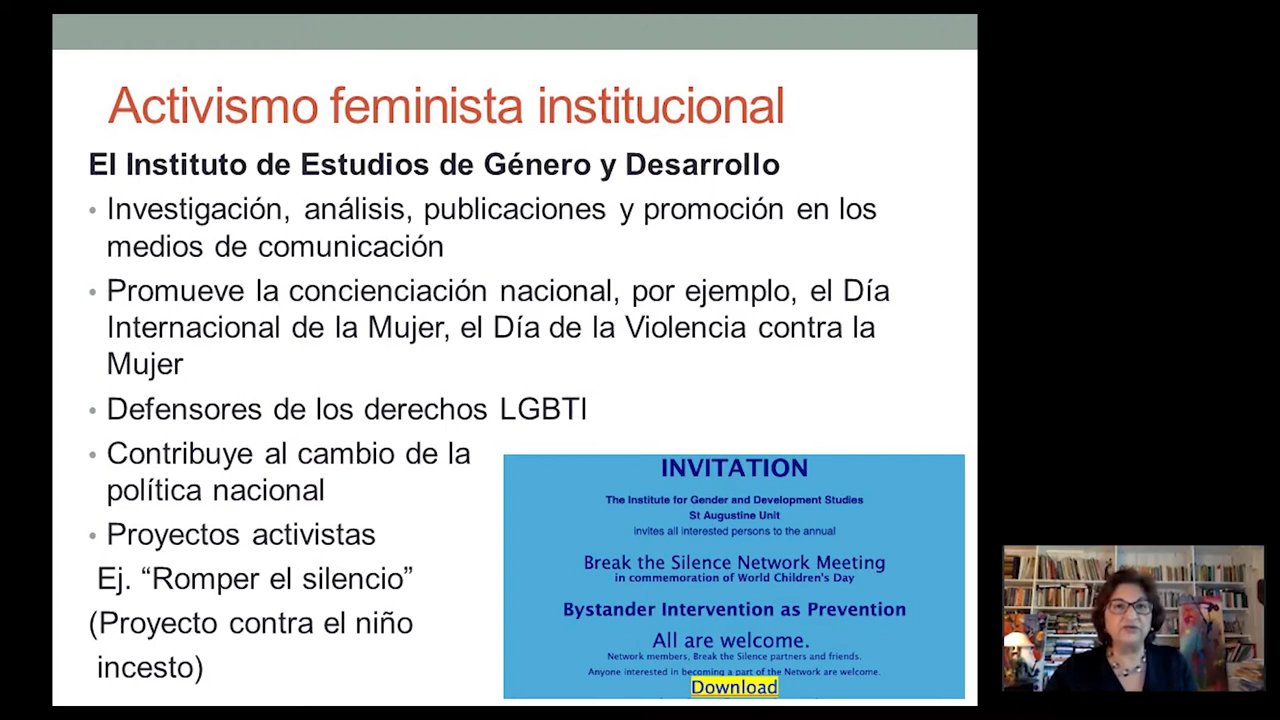 Activismo feminista institucional
El Instituto de Estudios de Género y Desarrollo
• Investigación, análisis, publicaciones y promoción en los
medios de comunicación
• Promueve la concienciación nacional, por ejemplo, el Día
Internacional de la Mujer, el Día de la Violencia contra la
Mujer
• Defensores de los derechos LGBTI
• Contribuye al cambio de la
política nacional
• Proyectos activistas
Ej. “Romper el silencio”
(Proyecto contra el niño
incesto)
INVITATION
The Institute for Gender and Development Studies
St Augustine Unit
invites all interested persons to the annual
Break the Silence Network Meeting
in commemoration of World Children's Day
Bystander Intervention as Prevention
All are welcome.
Network members, Break the Silence partners and friends.
Anyone interested in becoming a part of the Network are welcome.
Download